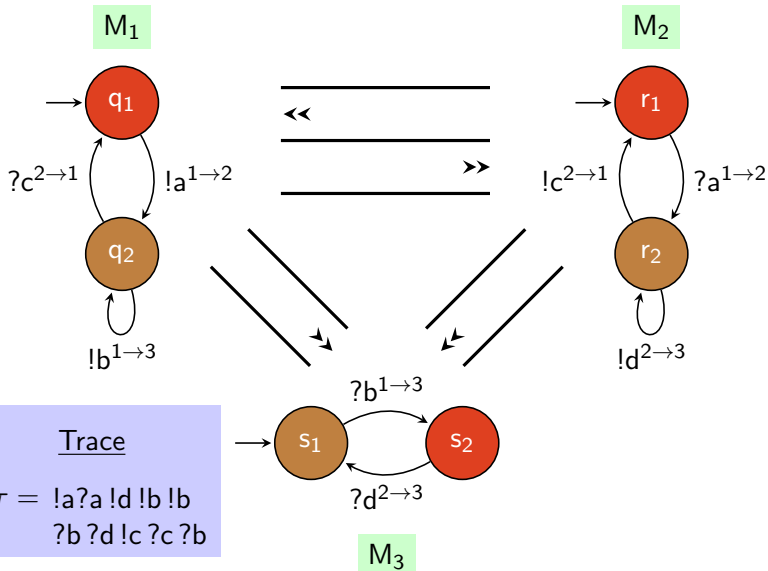 M₁ M₂
q₁ r₁
?c²→¹ !a¹→² !c²→¹ ?a¹→²
q₂ r₂
!b¹→³ !d²→³
?b¹→³
s₁ s₂
?d²→³
M₃
Trace
= !a?a !d !b !b
?b ?d !c ?c ?b